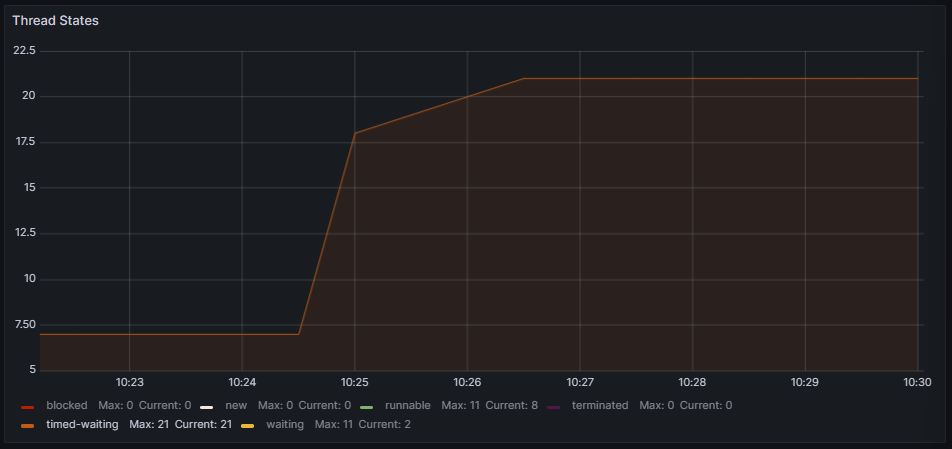 Thread States
22.5
20
17.5
15
12.5
10
7.50
5
10:23 10:24 10:25 10:26 10:27 10:28 10:29 10:30
blocked Max: 0 Current: 0 new Max: 0 Current: 0 runnable Max: 11 Current: 8 terminated Max: 0 Current: 0
timed-waiting Max: 21 Current: 21 waiting Max: 11 Current: 2